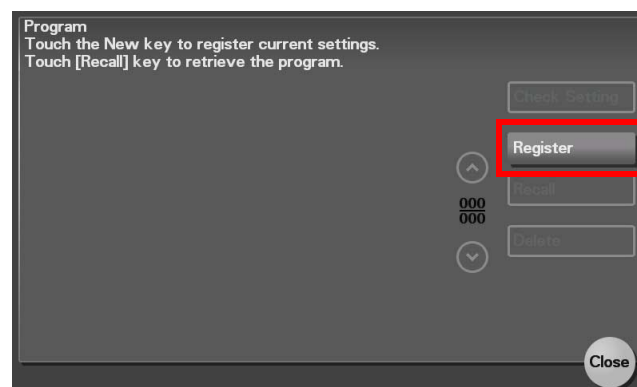 Program
Touch the New key to register current settings.
Touch [Recall] key to retrieve the program.
Check Setting
Register
Recall
000
000
Delete
Close